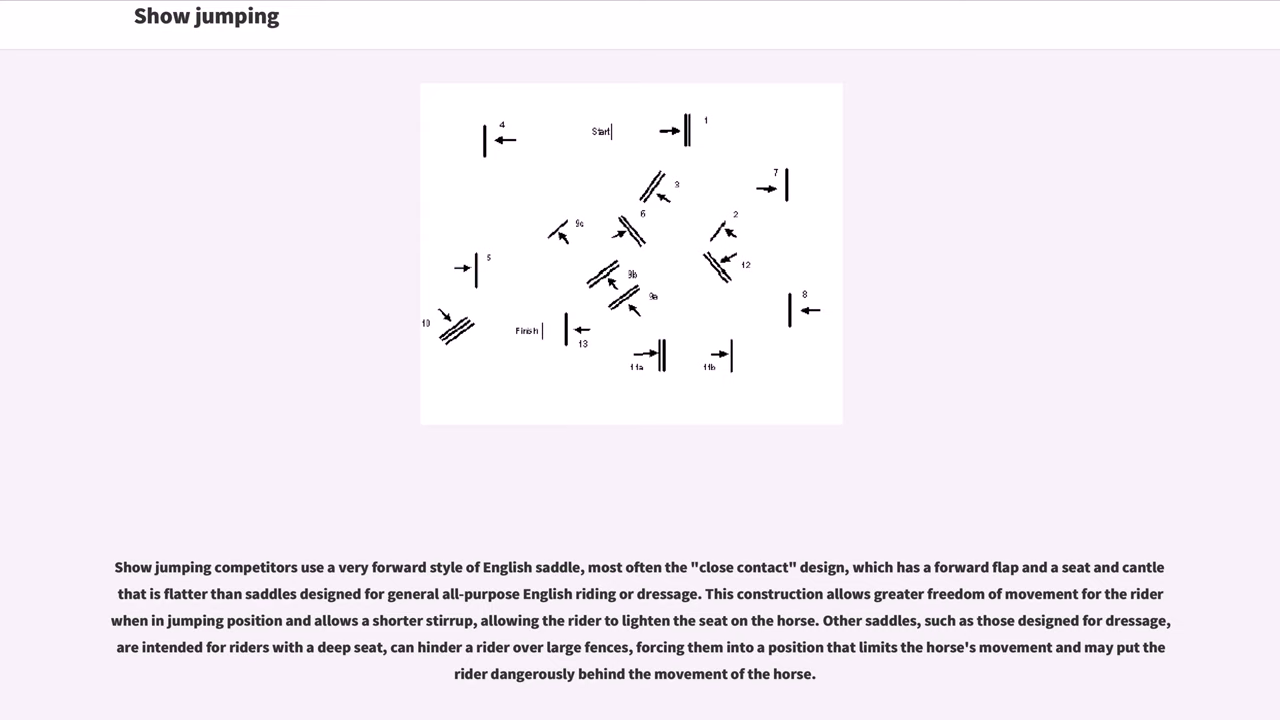 Show jumping
4
Start
1
3
7
6
2
9c
12
5
9b
9a
8
10
Finish
13
11a
11b
Show jumping competitors use a very forward style of English saddle, most often the "close contact" design, which has a forward flap and a seat and cantle
that is flatter than saddles designed for general all-purpose English riding or dressage. This construction allows greater freedom of movement for the rider
when in jumping position and allows a shorter stirrup, allowing the rider to lighten the seat on the horse. Other saddles, such as those designed for dressage,
are intended for riders with a deep seat, can hinder a rider over large fences, forcing them into a position that limits the horse's movement and may put the
rider dangerously behind the movement of the horse.